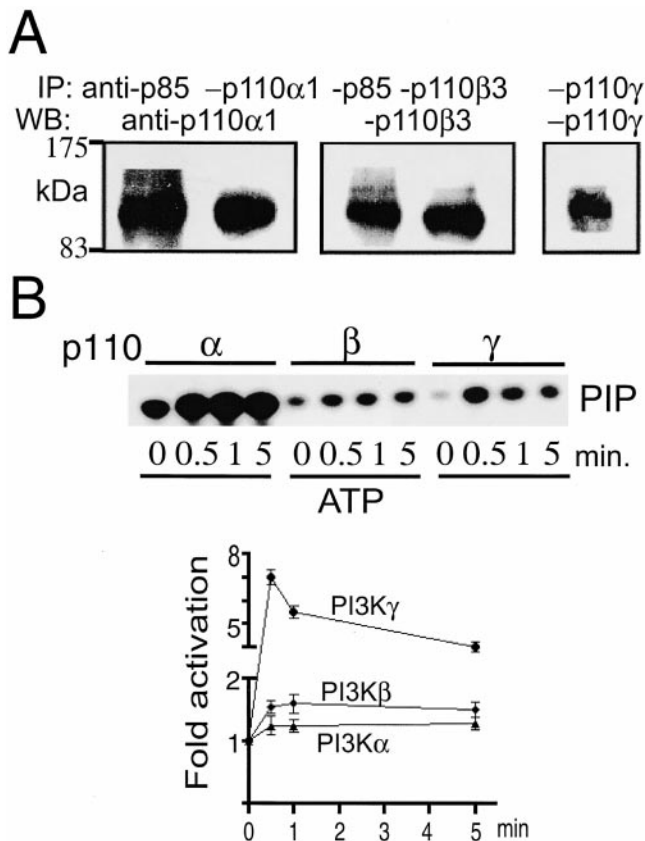 A
IP: anti-p85 –p110α1 -p85 -p110β3 –p110γ
WB: anti-p110α1 -p110β3 –p110γ
175
kDa
83
B
p110 α β γ
PIP
0 0.5 1 5 0 0.5 1 5 0 0.5 1 5 min.
ATP
8
5
2
1
Fold activation
PI3Kγ
PI3Kβ
PI3Kα
0 1 2 3 4 5 min